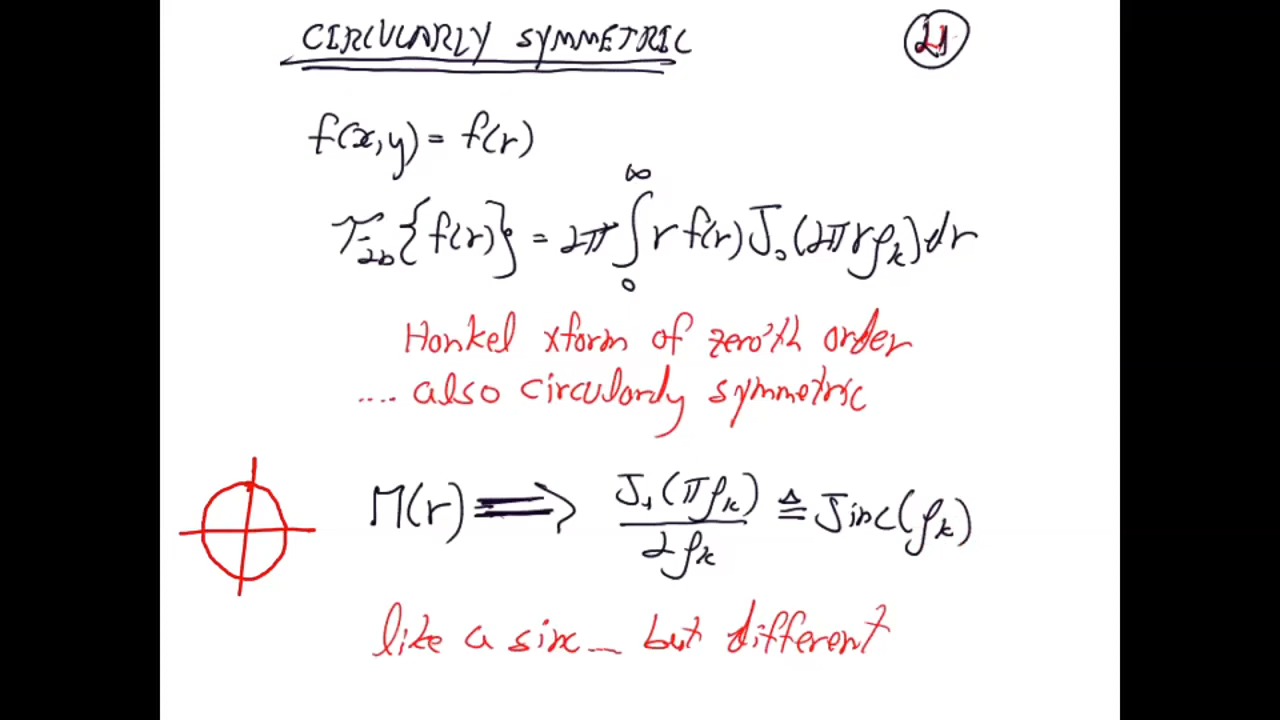 CIRCULARLY SYMMETRIC
21
f(x,y) = f(r)
ℱ₂D{f(r)} = 2π ∫₀^∞ r f(r) J₀(2πrρₖ)dr
Hankel xform of zero'th order
.... also circularly symmetric
Π(r) ⟹ J₁(πρₖ)/2ρₖ ≜ Jinc(ρₖ)
like a sinc — but different